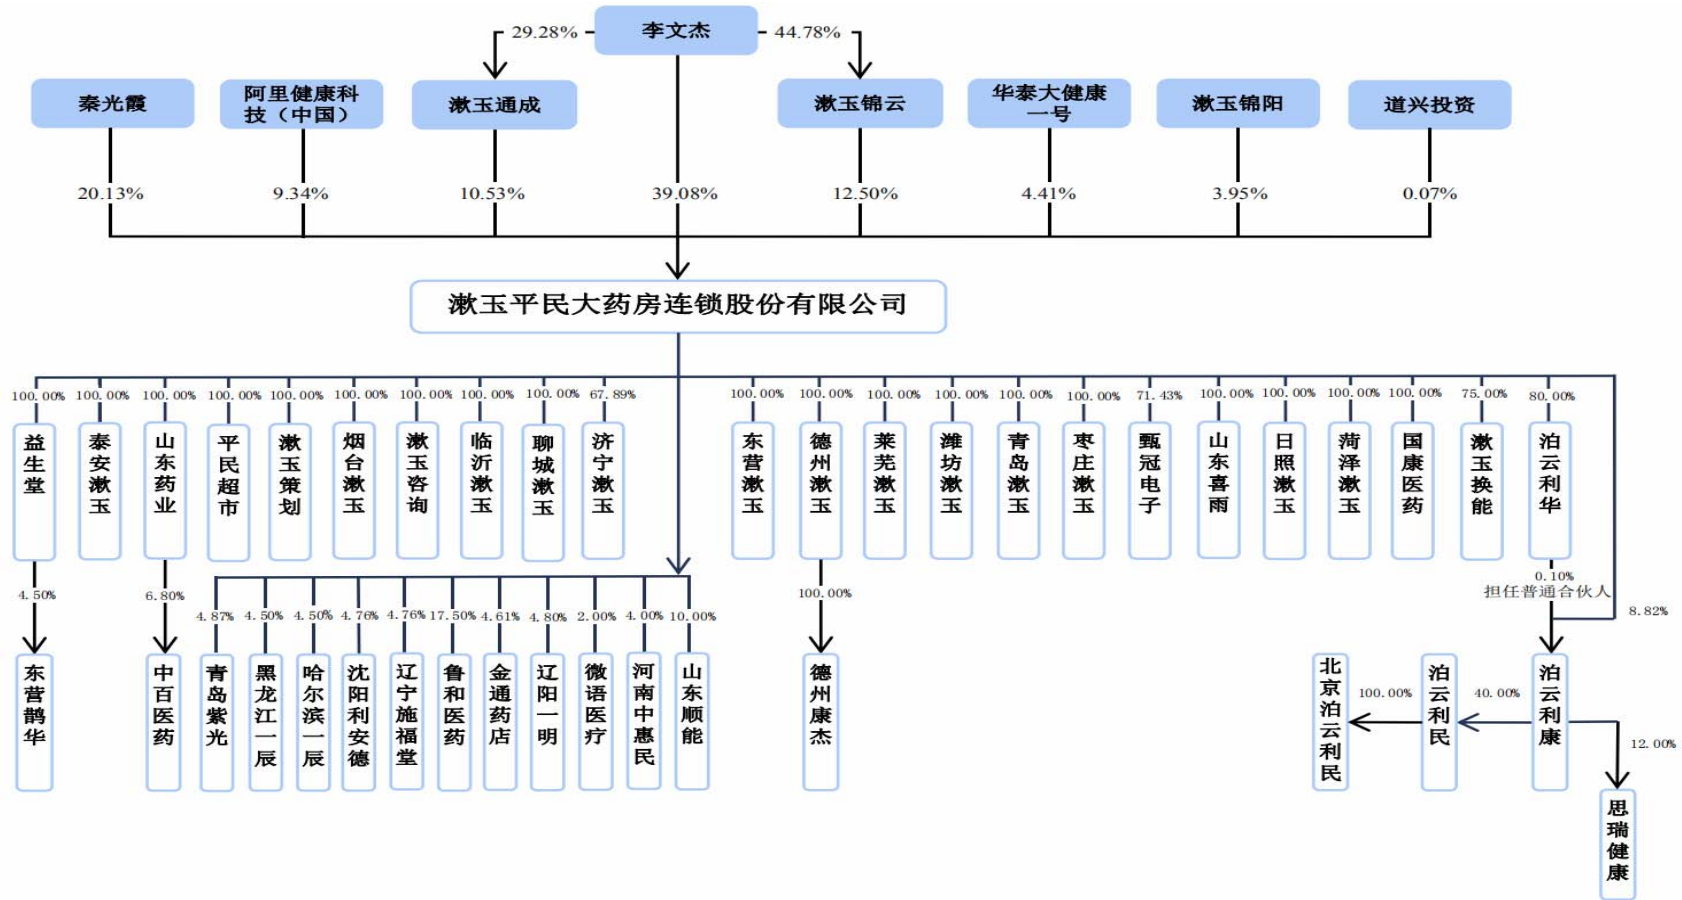 李文杰
29.28%
44.78%
秦光霞
阿里健康科
技（中国）
漱玉通成
漱玉锦云
华泰大健康
一号
漱玉锦阳
道兴投资
20.13%
9.34%
10.53%
39.08%
12.50%
4.41%
3.95%
0.07%
漱玉平民大药房连锁股份有限公司
100.00%
100.00%
100.00%
100.00%
100.00%
100.00%
100.00%
100.00%
100.00%
67.89%
100.00%
100.00%
100.00%
100.00%
100.00%
100.00%
71.43%
100.00%
100.00%
100.00%
100.00%
75.00%
80.00%
益生堂
泰安漱玉
山东药业
平民超市
漱玉策划
烟台漱玉
漱玉咨询
临沂漱玉
聊城漱玉
济宁漱玉
东营漱玉
德州漱玉
莱芜漱玉
潍坊漱玉
青岛漱玉
枣庄漱玉
甄冠电子
山东喜雨
日照漱玉
菏泽漱玉
国康医药
漱玉换能
泊云利华
4.50%
6.80%
100.00%
0.10%
担任普通合伙人
8.82%
4.87%
4.50%
4.50%
4.76%
4.76%
17.50%
4.61%
4.80%
2.00%
4.00%
10.00%
东营鹊华
中百医药
青岛紫光
黑龙江一辰
哈尔滨一辰
沈阳利安德
辽宁施福堂
鲁和医药
金通药店
辽阳一明
微语医疗
河南中惠民
山东顺能
德州康杰
北京泊云利民
100.00%
泊云利民
40.00%
泊云利康
12.00%
思瑞健康